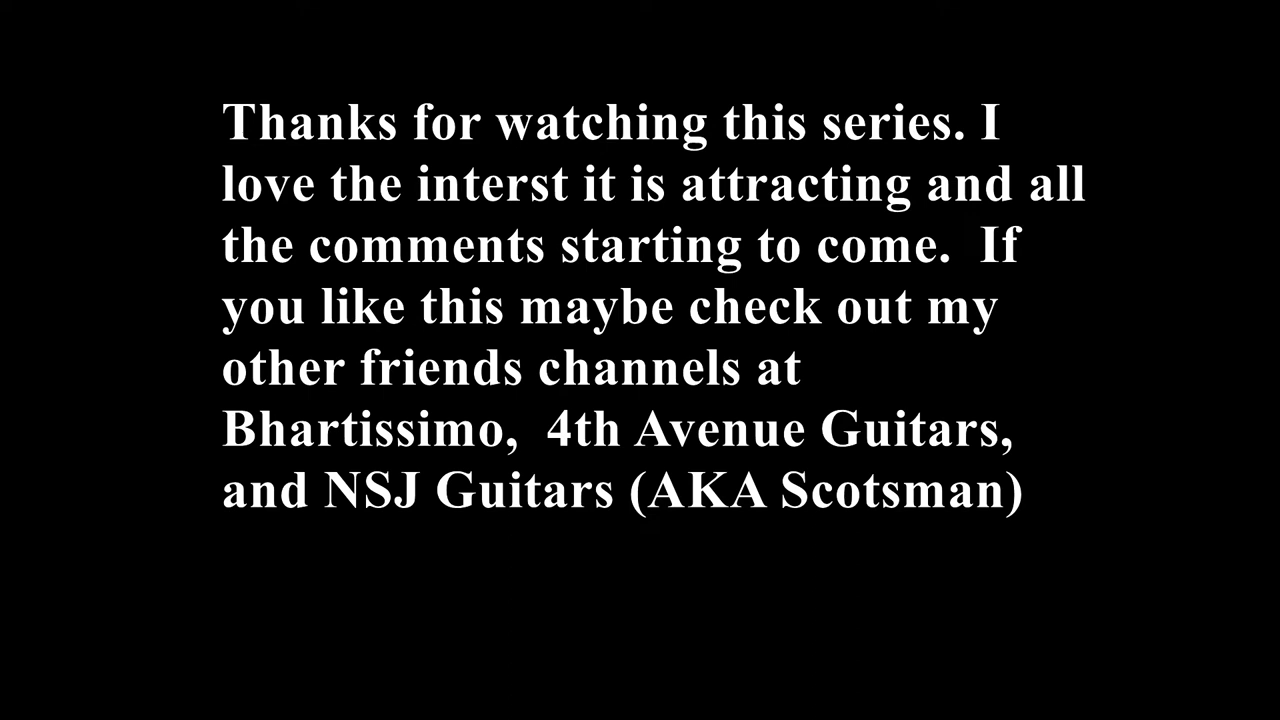 Thanks for watching this series. I
love the interst it is attracting and all
the comments starting to come.  If
you like this maybe check out my
other friends channels at
Bhartissimo,  4th Avenue Guitars,
and NSJ Guitars (AKA Scotsman)